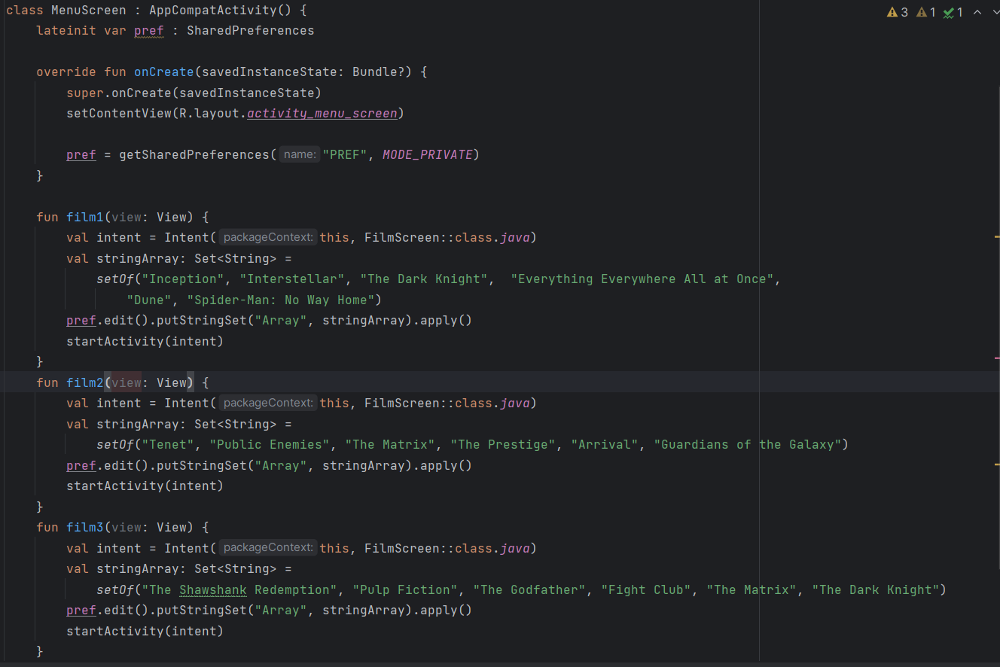 class MenuScreen : AppCompatActivity() {
3 1 1
lateinit var pref : SharedPreferences
override fun onCreate(savedInstanceState: Bundle?) {
super.onCreate(savedInstanceState)
setContentView(R.layout.activity_menu_screen)
pref = getSharedPreferences( name: "PREF", MODE_PRIVATE)
}
fun film1(view: View) {
val intent = Intent( packageContext: this, FilmScreen::class.java)
val stringArray: Set<String> =
setOf("Inception", "Interstellar", "The Dark Knight",  "Everything Everywhere All at Once",
"Dune", "Spider-Man: No Way Home")
pref.edit().putStringSet("Array", stringArray).apply()
startActivity(intent)
}
fun film2(view: View) {
val intent = Intent( packageContext: this, FilmScreen::class.java)
val stringArray: Set<String> =
setOf("Tenet", "Public Enemies", "The Matrix", "The Prestige", "Arrival", "Guardians of the Galaxy")
pref.edit().putStringSet("Array", stringArray).apply()
startActivity(intent)
}
fun film3(view: View) {
val intent = Intent( packageContext: this, FilmScreen::class.java)
val stringArray: Set<String> =
setOf("The Shawshank Redemption", "Pulp Fiction", "The Godfather", "Fight Club", "The Matrix", "The Dark Knight")
pref.edit().putStringSet("Array", stringArray).apply()
startActivity(intent)
}